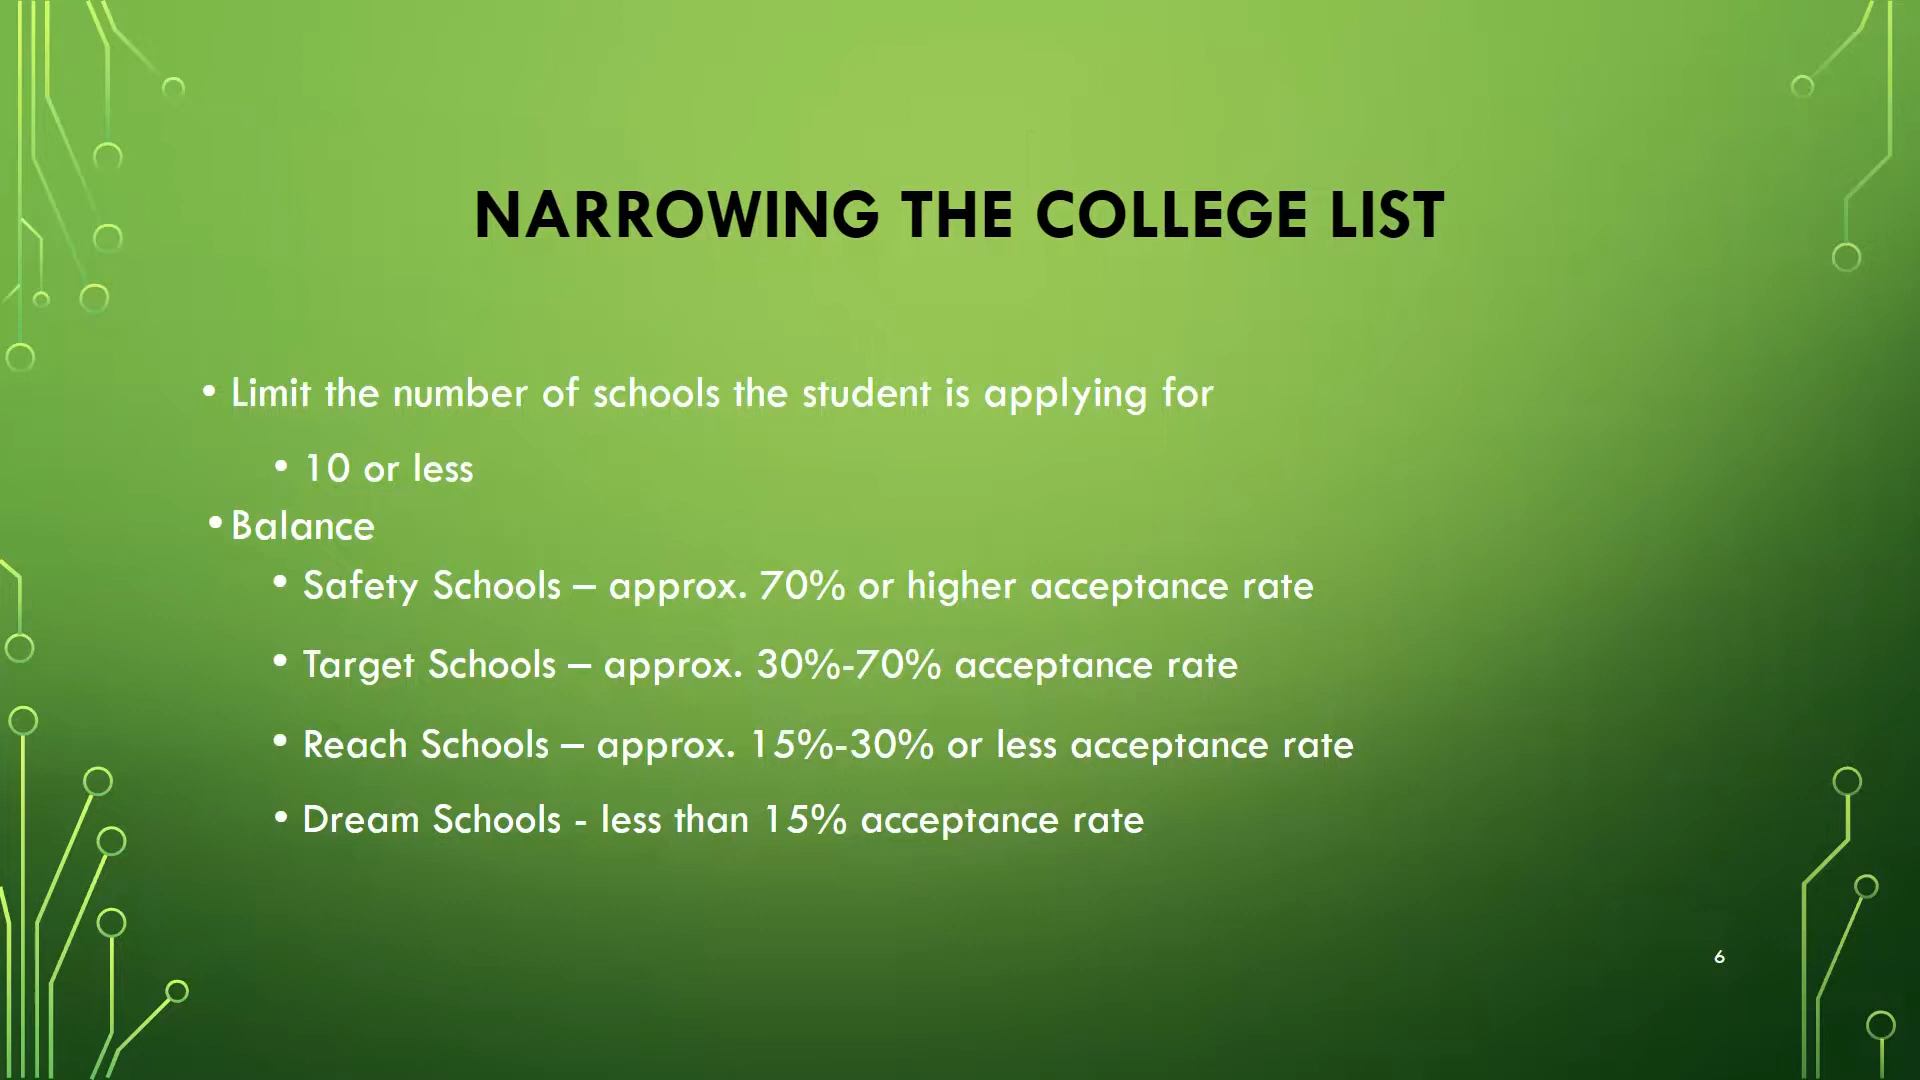 NARROWING THE COLLEGE LIST
• Limit the number of schools the student is applying for
• 10 or less
• Balance
• Safety Schools – approx. 70% or higher acceptance rate
• Target Schools – approx. 30%-70% acceptance rate
• Reach Schools – approx. 15%-30% or less acceptance rate
• Dream Schools - less than 15% acceptance rate
6